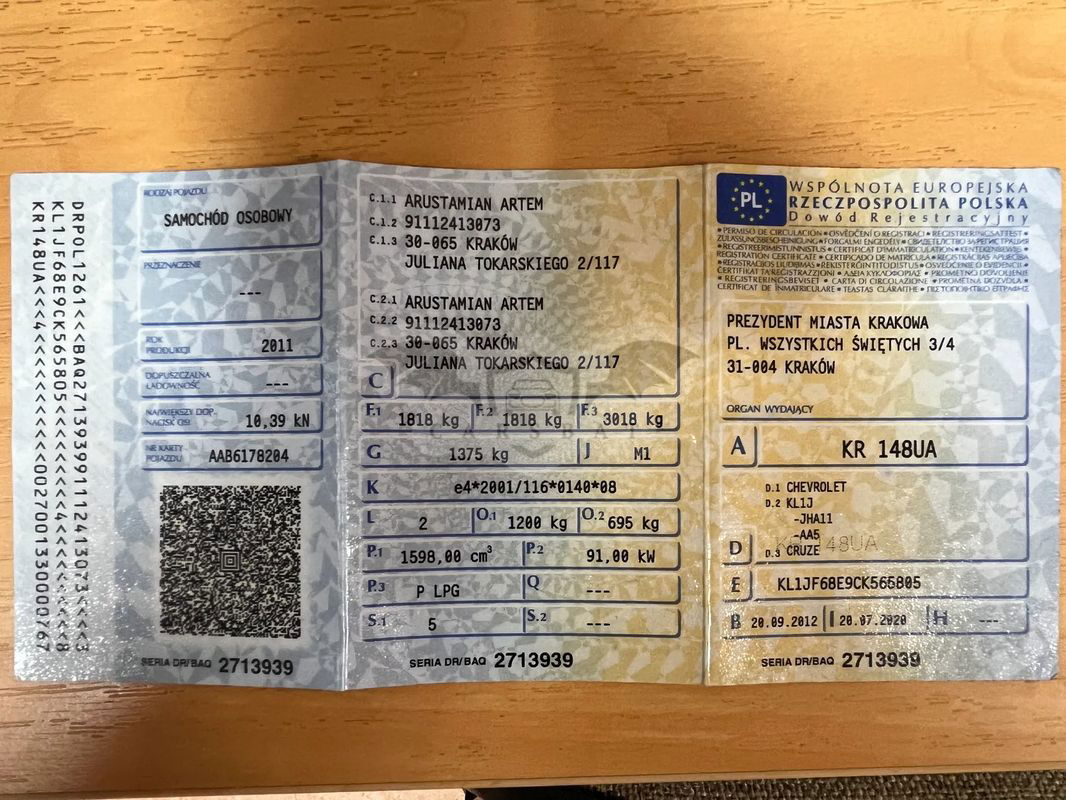 DRPOL1261<<BAQ27139399111241307З<<<3
KL1JF68E9CK565805<<<<<<<<<<4<<<<<<<8
KR148UA<<4<<<<<<<<<<0027001330000767
RODZAJ POJAZDU
SAMOCHÓD OSOBOWY
PRZEZNACZENIE
---
ROK
PRODUKCJI 2011
DOPUSZCZALNA
ŁADOWNOŚĆ ---
NAJWIĘKSZY DOP.
NACISK OSI 10,39 kN
NR KARTY
POJAZDU AAB6178204
SERIA DR/BAQ 2713939
C.1.1 ARUSTAMIAN ARTEM
C.1.2 91112413073
C.1.3 30-065 KRAKÓW
JULIANA TOKARSKIEGO 2/117
C.2.1 ARUSTAMIAN ARTEM
C.2.2 91112413073
C.2.3 30-065 KRAKÓW
JULIANA TOKARSKIEGO 2/117
C
F.1 1818 kg F.2 1818 kg F.3 3018 kg
G 1375 kg J M1
K e4*2001/116*0140*08
L 2 O.1 1200 kg O.2 695 kg
P.1 1598,00 cm³ P.2 91,00 kW
P.3 P LPG Q ---
S.1 5 S.2 ---
SERIA DR/BAQ 2713939
PL
WSPÓLNOTA EUROPEJSKA
RZECZPOSPOLITA POLSKA
Dowód Rejestracyjny
PREZYDENT MIASTA KRAKOWA
PL. WSZYSTKICH ŚWIĘTYCH 3/4
31-004 KRAKÓW
ORGAN WYDAJĄCY
A KR 148UA
D.1 CHEVROLET
D.2 KL1J
-JHA11
-AA5
D D.3 CRUZE
E KL1JF68E9CK565805
B 20.09.2012 I 20.07.2020 H ---
SERIA DR/BAQ 2713939